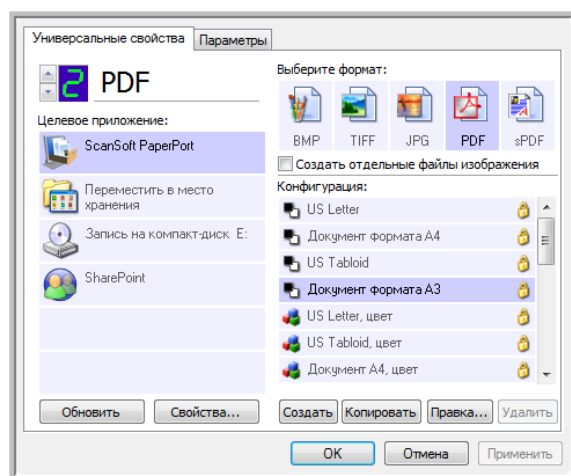 Универсальные свойства Параметры
2 PDF
Целевое приложение:
ScanSoft PaperPort
Переместить в место
хранения
Запись на компакт-диск E:
SharePoint
Обновить Свойства...
Выберите формат:
BMP TIFF JPG PDF sPDF
Создать отдельные файлы изображения
Конфигурация:
US Letter
Документ формата A4
US Tabloid
Документ формата A3
US Letter, цвет
US Tabloid, цвет
Документ A4, цвет
Создать Копировать Правка... Удалить
OK Отмена Применить